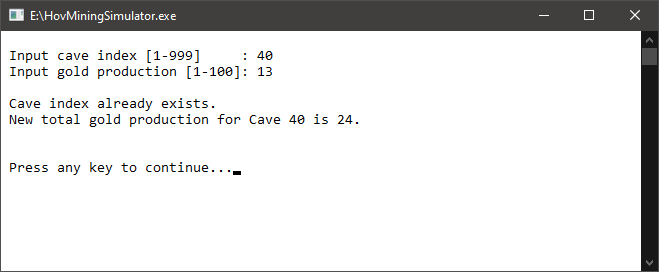 E:\HovMiningSimulator.exe
Input cave index [1-999]     : 40
Input gold production [1-100]: 13
Cave index already exists.
New total gold production for Cave 40 is 24.
Press any key to continue...